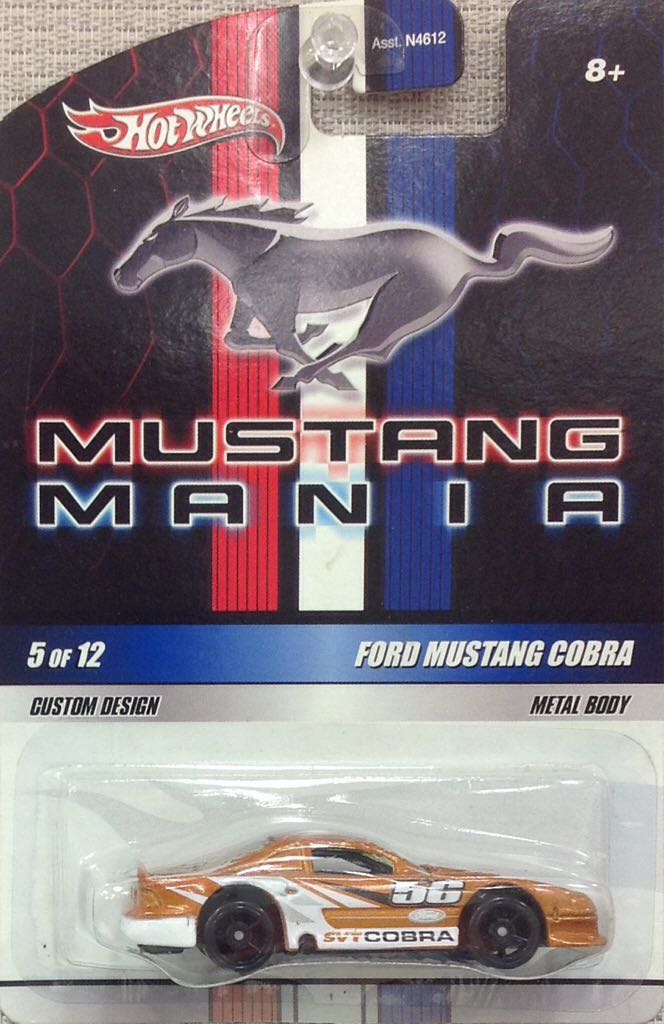 Asst. N4612
8+
Hot Wheels
MUSTANG
MANIA
5 OF 12
FORD MUSTANG COBRA
CUSTOM DESIGN
METAL BODY
56
Ford
SVT COBRA